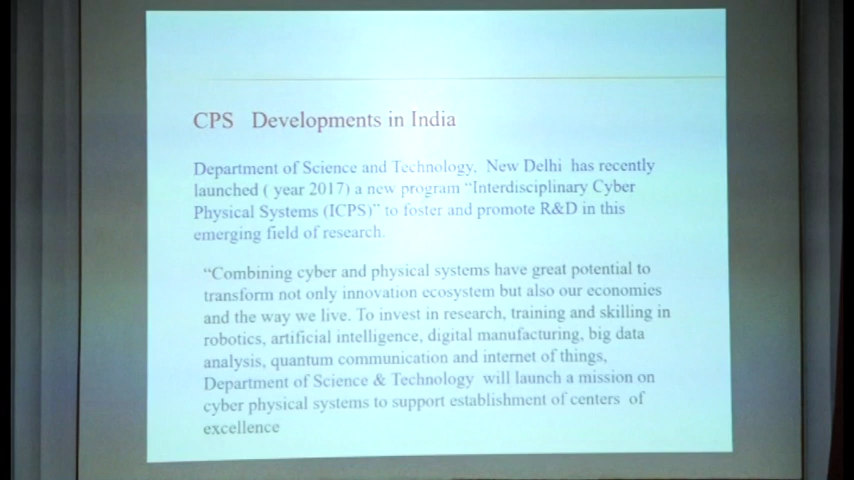 CPS Developments in India
Department of Science and Technology, New Delhi has recently
launched ( year 2017) a new program “Interdisciplinary Cyber
Physical Systems (ICPS)” to foster and promote R&D in this
emerging field of research.
“Combining cyber and physical systems have great potential to
transform not only innovation ecosystem but also our economies
and the way we live. To invest in research, training and skilling in
robotics, artificial intelligence, digital manufacturing, big data
analysis, quantum communication and internet of things,
Department of Science & Technology will launch a mission on
cyber physical systems to support establishment of centers of
excellence